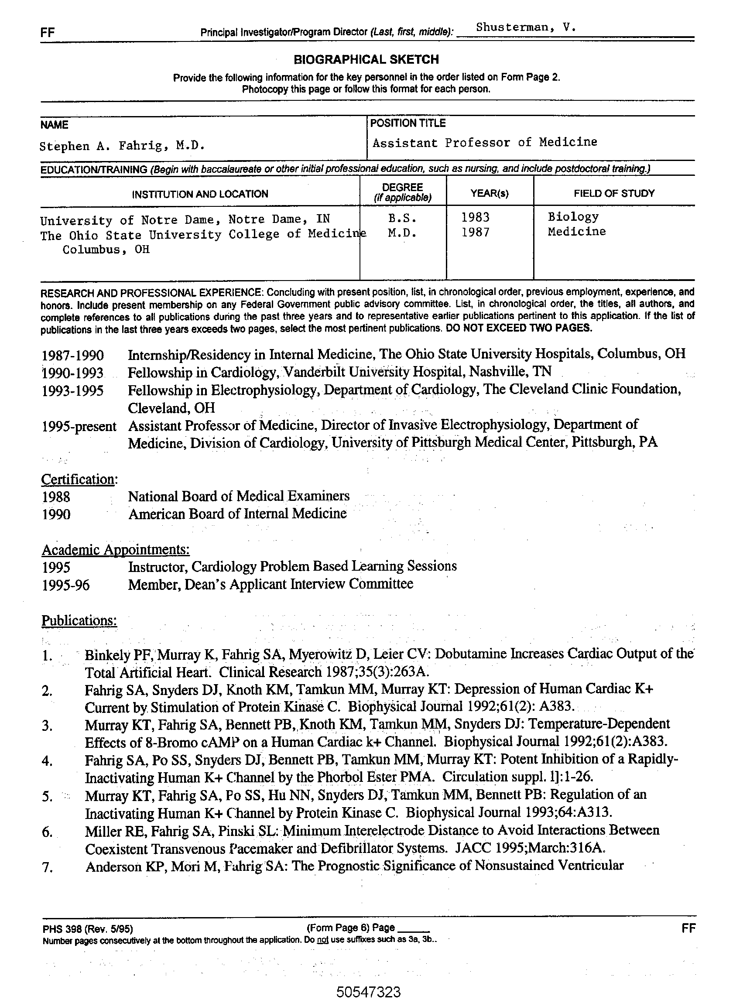 FF Principal Investigator/Program Director (Last, first, middle): Shusterman, V.
BIOGRAPHICAL SKETCH
Provide the following information for the key personnel in the order listed on Form Page 2.
Photocopy this page or follow this format for each person.
NAME POSITION TITLE
Stephen A. Fahrig, M.D. Assistant Professor of Medicine
EDUCATION/TRAINING (Begin with baccalaureate or other initial professional education, such as nursing, and include postdoctoral training.)
INSTITUTION AND LOCATION DEGREE (if applicable) YEAR(s) FIELD OF STUDY
University of Notre Dame, Notre Dame, IN B.S. 1983 Biology
The Ohio State University College of Medicine M.D. 1987 Medicine
Columbus, OH
RESEARCH AND PROFESSIONAL EXPERIENCE: Concluding with present position, list, in chronological order, previous employment, experience, and
honors. Include present membership on any Federal Government public advisory committee. List, in chronological order, the titles, all authors, and
complete references to all publications during the past three years and to representative earlier publications pertinent to this application. If the list of
publications in the last three years exceeds two pages, select the most pertinent publications. DO NOT EXCEED TWO PAGES.
1987-1990 Internship/Residency in Internal Medicine, The Ohio State University Hospitals, Columbus, OH
1990-1993 Fellowship in Cardiology, Vanderbilt University Hospital, Nashville, TN
1993-1995 Fellowship in Electrophysiology, Department of Cardiology, The Cleveland Clinic Foundation,
Cleveland, OH
1995-present Assistant Professor of Medicine, Director of Invasive Electrophysiology, Department of
Medicine, Division of Cardiology, University of Pittsburgh Medical Center, Pittsburgh, PA
Certification:
1988 National Board of Medical Examiners
1990 American Board of Internal Medicine
Academic Appointments:
1995 Instructor, Cardiology Problem Based Learning Sessions
1995-96 Member, Dean's Applicant Interview Committee
Publications:
1. Binkely PF, Murray K, Fahrig SA, Myerowitz D, Leier CV: Dobutamine Increases Cardiac Output of the
Total Artificial Heart. Clinical Research 1987;35(3):263A.
2. Fahrig SA, Snyders DJ, Knoth KM, Tamkun MM, Murray KT: Depression of Human Cardiac K+
Current by Stimulation of Protein Kinase C. Biophysical Journal 1992;61(2): A383.
3. Murray KT, Fahrig SA, Bennett PB, Knoth KM, Tamkun MM, Snyders DJ: Temperature-Dependent
Effects of 8-Bromo cAMP on a Human Cardiac k+ Channel. Biophysical Journal 1992;61(2):A383.
4. Fahrig SA, Po SS, Snyders DJ, Bennett PB, Tamkun MM, Murray KT: Potent Inhibition of a Rapidly-
Inactivating Human K+ Channel by the Phorbol Ester PMA. Circulation suppl. 1]:1-26.
5. Murray KT, Fahrig SA, Po SS, Hu NN, Snyders DJ, Tamkun MM, Bennett PB: Regulation of an
Inactivating Human K+ Channel by Protein Kinase C. Biophysical Journal 1993;64:A313.
6. Miller RE, Fahrig SA, Pinski SL: Minimum Interelectrode Distance to Avoid Interactions Between
Coexistent Transvenous Pacemaker and Defibrillator Systems. JACC 1995;March:316A.
7. Anderson KP, Mori M, Fahrig SA: The Prognostic Significance of Nonsustained Ventricular
PHS 398 (Rev. 5/95) (Form Page 6) Page ______ FF
Number pages consecutively at the bottom throughout the application. Do not use suffixes such as 3a, 3b..
50547323